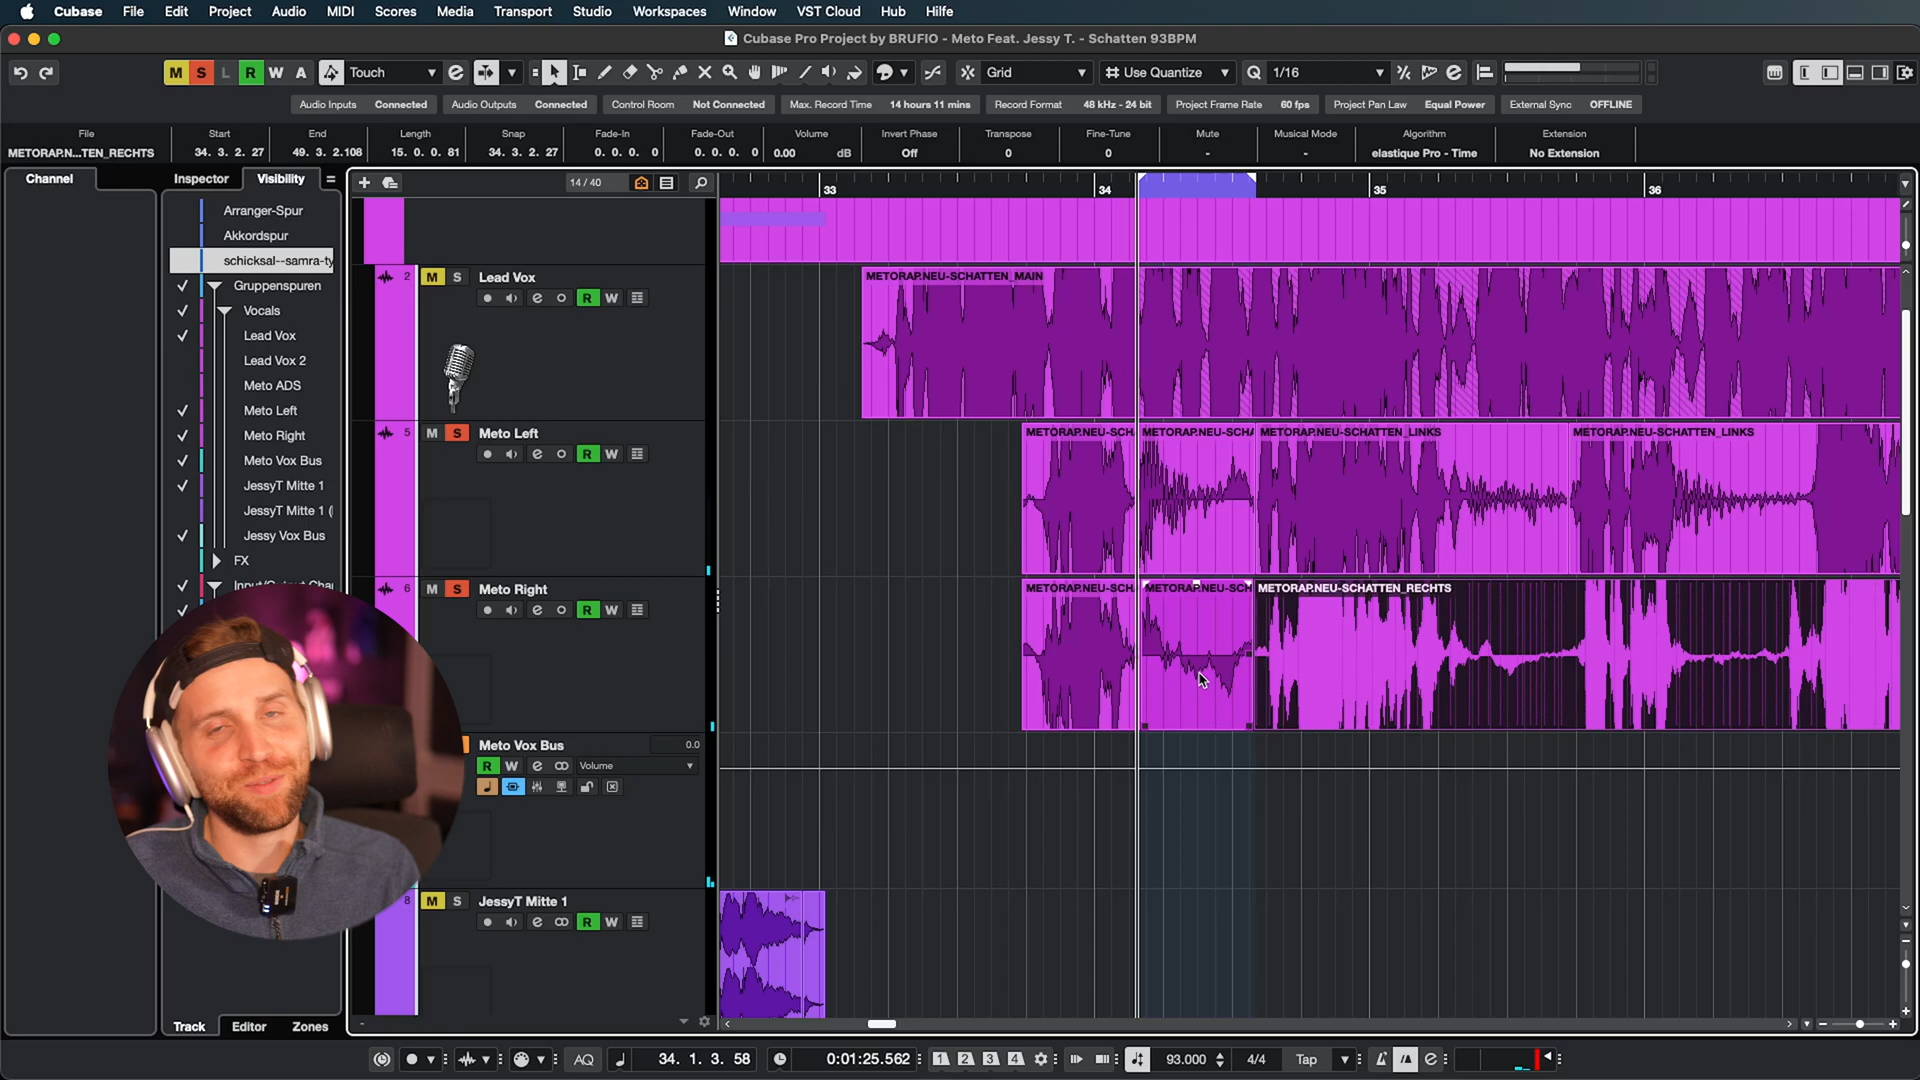 Cubase File Edit Project Audio MIDI Scores Media Transport Studio Workspaces Window VST Cloud Hub Hilfe
Cubase Pro Project by BRUFIO - Meto Feat. Jessy T. - Schatten 93BPM
M S L R W A Touch Grid Use Quantize Q 1/16
Audio Inputs Connected Audio Outputs Connected Control Room Not Connected Max. Record Time 14 hours 11 mins Record Format 48 kHz - 24 bit Project Frame Rate 60 fps Project Pan Law Equal Power External Sync OFFLINE
File Start End Length Snap Fade-In Fade-Out Volume Invert Phase Transpose Fine-Tune Mute Musical Mode Algorithm Extension
METORAP.N...TEN_RECHTS 34. 3. 2. 27 49. 3. 2.108 15. 0. 0. 81 34. 3. 2. 27 0. 0. 0. 0 0. 0. 0. 0 0.00 dB Off 0 0 - - elastique Pro - Time No Extension
Channel Inspector Visibility
14 / 40
33 34 35 36
Arranger-Spur
Akkordspur
schicksal--samra-ty
Gruppenspuren
Vocals
Lead Vox
Lead Vox 2
Meto ADS
Meto Left
Meto Right
Meto Vox Bus
JessyT Mitte 1
JessyT Mitte 1 (
Jessy Vox Bus
FX
2 M S Lead Vox
R W
METORAP.NEU-SCHATTEN_MAIN
5 M S Meto Left
R W
METORAP.NEU-SCH METORAP.NEU-SCHA METORAP.NEU-SCHATTEN_LINKS METORAP.NEU-SCHATTEN_LINKS
6 M S Meto Right
R W
METORAP.NEU-SCH METORAP.NEU-SCH METORAP.NEU-SCHATTEN_RECHTS
Meto Vox Bus 0.0
R W Volume
8 M S JessyT Mitte 1
R W
Track Editor Zones
AQ 34. 1. 3. 58 0:01:25.562 1 2 3 4 93.000 4/4 Tap